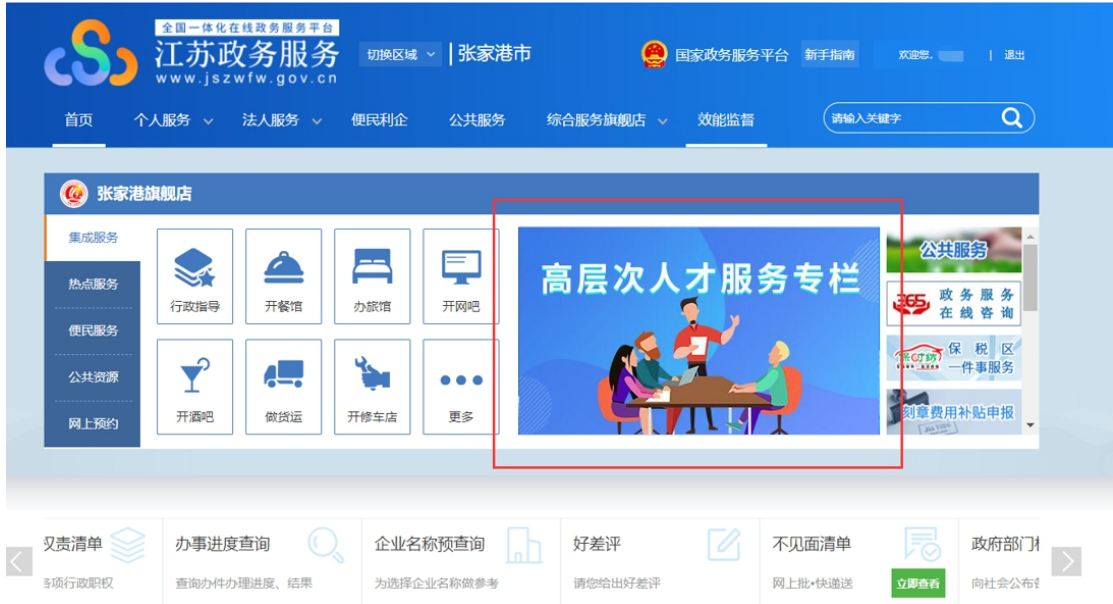 全国一体化在线政务服务平台
江苏政务服务
www.jszwfw.gov.cn
切换区域
张家港市
国家政务服务平台
新手指南
欢迎您,
| 退出
首页
个人服务
法人服务
便民利企
公共服务
综合服务旗舰店
效能监督
请输入关键字
张家港旗舰店
集成服务
热点服务
便民服务
公共资源
网上预约
行政指导
开餐馆
办旅馆
开网吧
开酒吧
做货运
开修车店
更多
高层次人才服务专栏
公共服务
365
政务服务
在线咨询
保税区
一件事服务
刻章费用补贴申报
权责清单
各项行政职权
办事进度查询
查询办件办理进度、结果
企业名称预查询
为选择企业名称做参考
好差评
请您给出好差评
不见面清单
网上批•快递送
立即查看
政府部门
向社会公布